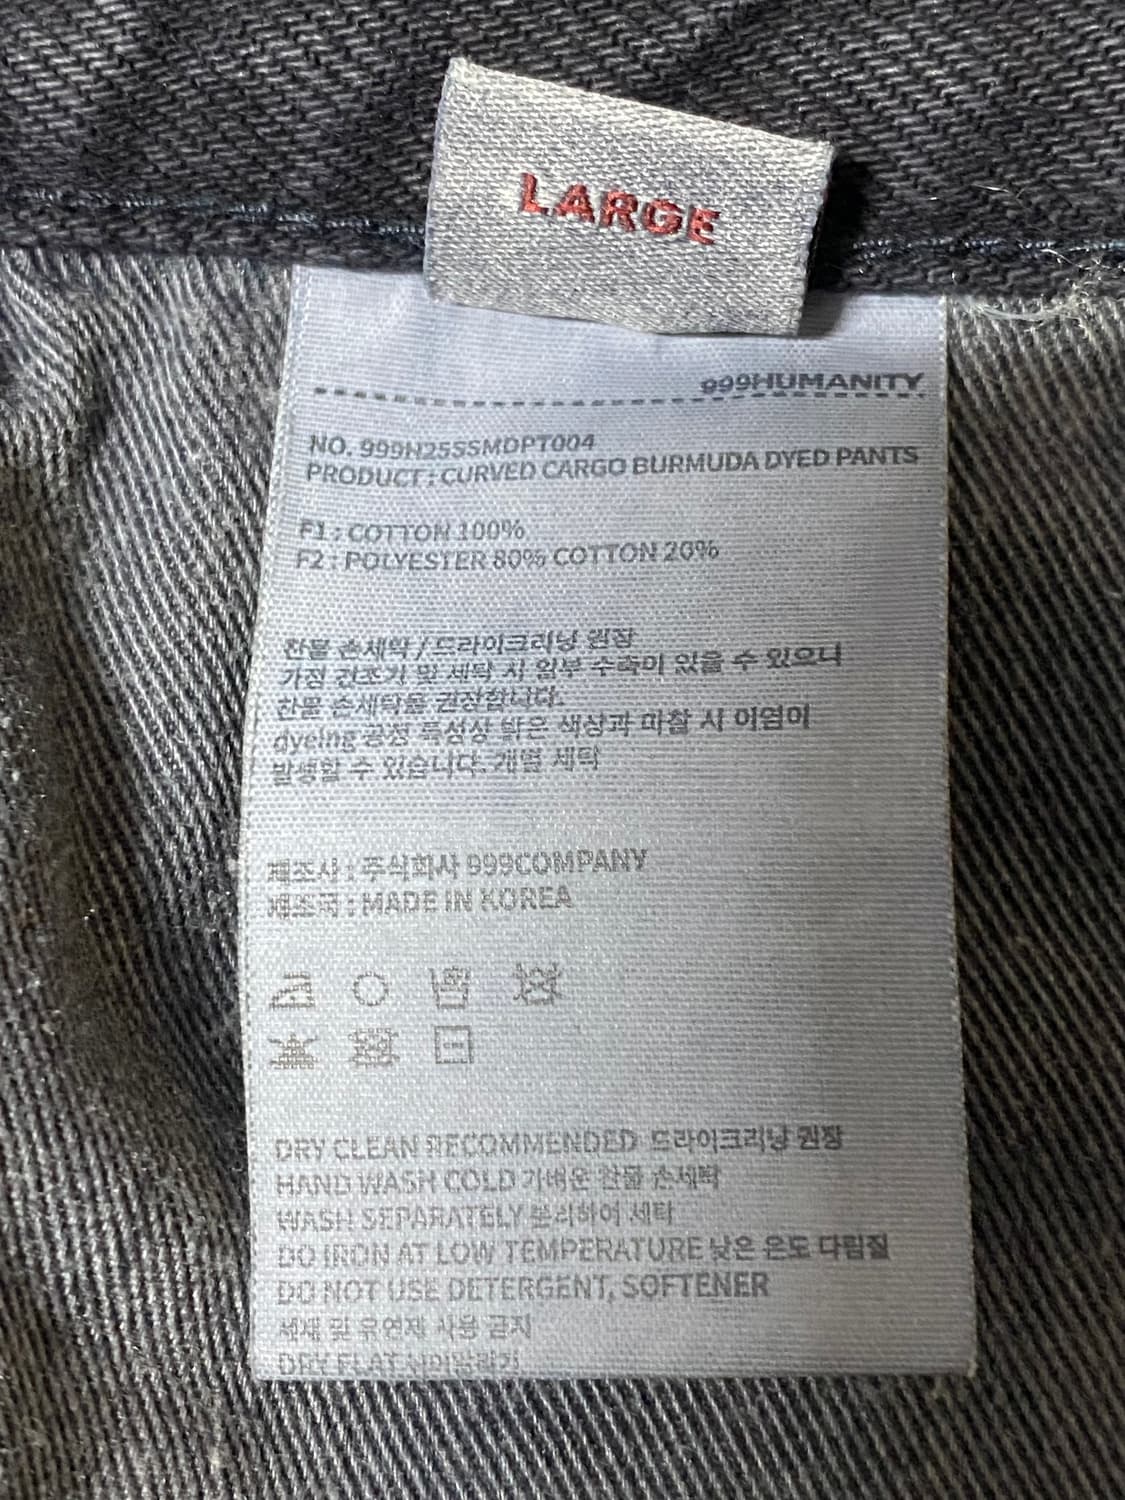 LARGE
999HUMANITY
NO. 999H25SSMDPT004
PRODUCT : CURVED CARGO BURMUDA DYED PANTS
F1 : COTTON 100%
F2 : POLYESTER 80% COTTON 20%
찬물 손세탁 / 드라이크리닝 권장
가정 건조기 및 세탁 시 일부 수축이 있을 수 있으니
찬물 손세탁을 권장합니다.
dyeing 공정 특성상 밝은 색상과 마찰 시 이염이
발생할 수 있습니다. 개별 세탁
제조사 : 주식회사 999COMPANY
제조국 : MADE IN KOREA
DRY CLEAN RECOMMENDED 드라이크리닝 권장
HAND WASH COLD 가벼운 찬물 손세탁
WASH SEPARATELY 분리하여 세탁
DO IRON AT LOW TEMPERATURE 낮은 온도 다림질
DO NOT USE DETERGENT, SOFTENER
세제 및 유연제 사용 금지
DRY FLAT